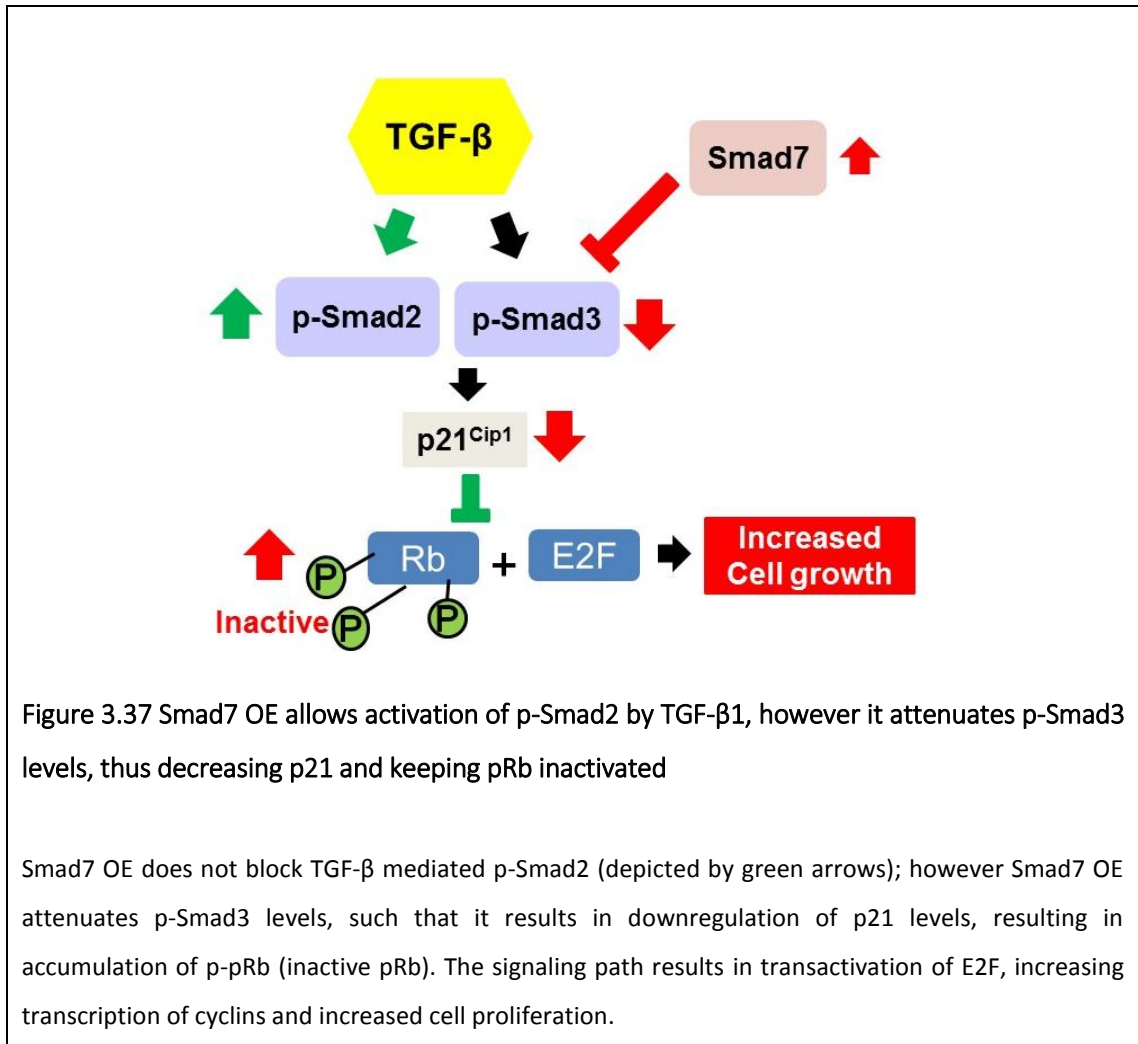 TGF-β
Smad7
p-Smad2
p-Smad3
p21Cip1
Rb
+
E2F
Increased
Cell growth
P
Inactive
P
P
Figure 3.37 Smad7 OE allows activation of p-Smad2 by TGF-β1, however it attenuates p-Smad3
levels, thus decreasing p21 and keeping pRb inactivated
Smad7 OE does not block TGF-β mediated p-Smad2 (depicted by green arrows); however Smad7 OE
attenuates p-Smad3 levels, such that it results in downregulation of p21 levels, resulting in
accumulation of p-pRb (inactive pRb). The signaling path results in transactivation of E2F, increasing
transcription of cyclins and increased cell proliferation.